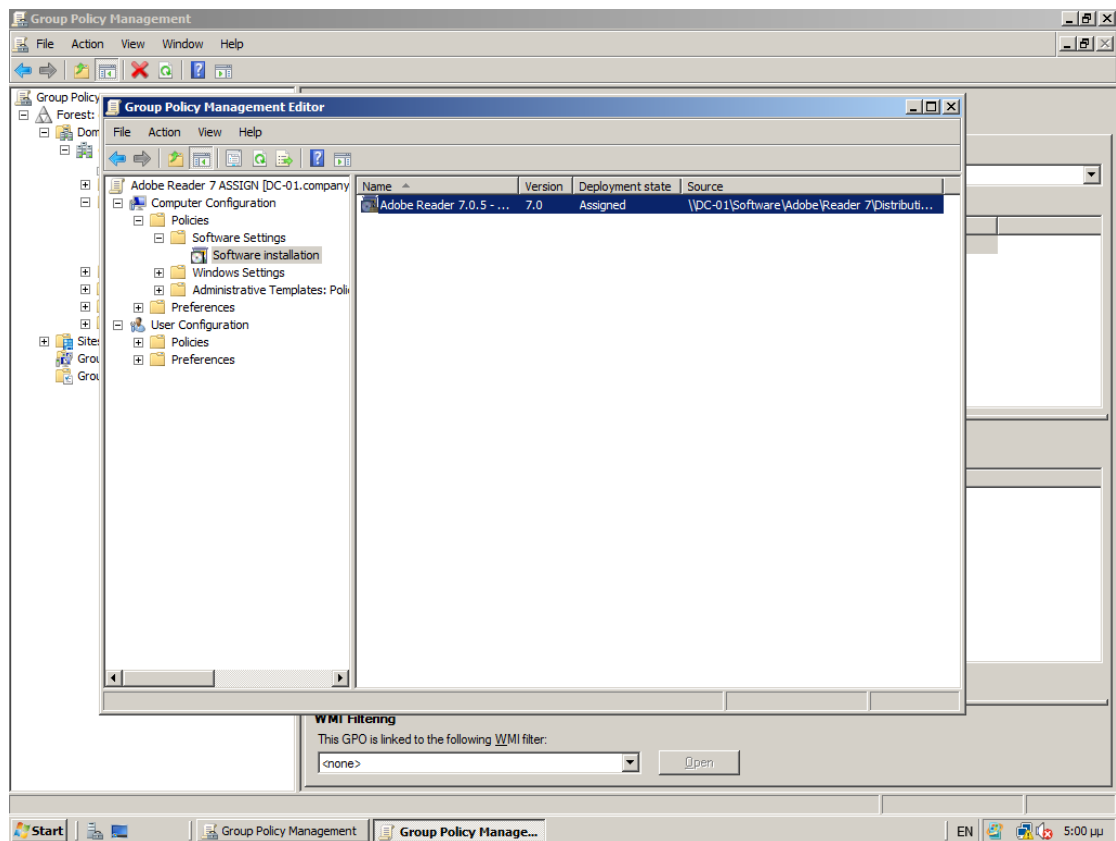 Group Policy Management
File Action View Window Help
Group Policy
Forest:
Dom
Sites
Grou
Grou
Group Policy Management Editor
File Action View Help
Adobe Reader 7 ASSIGN [DC-01.company
Computer Configuration
Policies
Software Settings
Software installation
Windows Settings
Administrative Templates: Poli
Preferences
User Configuration
Policies
Preferences
Name Version Deployment state Source
Adobe Reader 7.0.5 - ... 7.0 Assigned \\DC-01\Software\Adobe\Reader 7\Distributi...
WMI Filtering
This GPO is linked to the following WMI filter:
<none> Open
Start Group Policy Management Group Policy Manage... EN 5:00 μμ